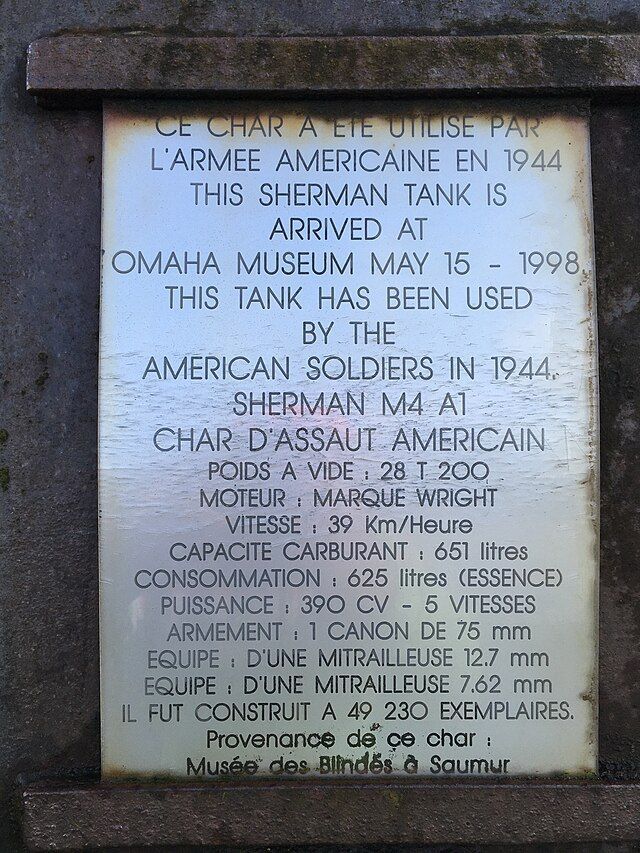 CE CHAR A ETE UTILISE PAR
L'ARMEE AMERICAINE EN 1944
THIS SHERMAN TANK IS
ARRIVED AT
OMAHA MUSEUM MAY 15 - 1998.
THIS TANK HAS BEEN USED
BY THE
AMERICAN SOLDIERS IN 1944.
SHERMAN M4 A1
CHAR D'ASSAUT AMERICAIN
POIDS A VIDE : 28 T 200
MOTEUR : MARQUE WRIGHT
VITESSE : 39 Km/Heure
CAPACITE CARBURANT : 651 litres
CONSOMMATION : 625 litres (ESSENCE)
PUISSANCE : 390 CV - 5 VITESSES
ARMEMENT : 1 CANON DE 75 mm
EQUIPE : D'UNE MITRAILLEUSE 12.7 mm
EQUIPE : D'UNE MITRAILLEUSE 7.62 mm
IL FUT CONSTRUIT A 49 230 EXEMPLAIRES.
Provenance de çe char :
Musée des Blindés à Saumur